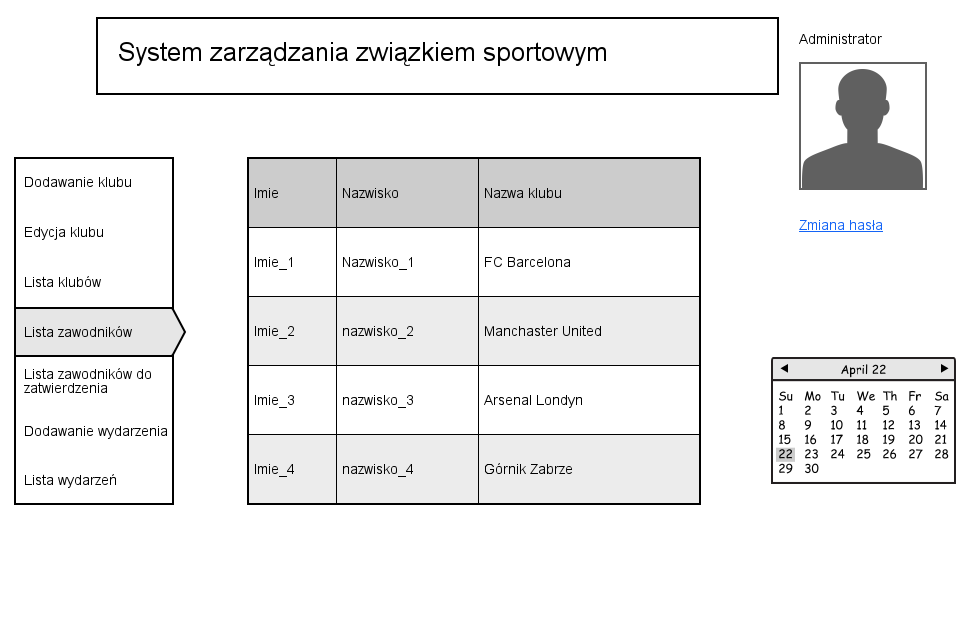 System zarządzania związkiem sportowym
Administrator
Zmiana hasła
Dodawanie klubu
Edycja klubu
Lista klubów
Lista zawodników
Lista zawodników do
zatwierdzenia
Dodawanie wydarzenia
Lista wydarzeń
Imie Nazwisko Nazwa klubu
Imie_1 Nazwisko_1 FC Barcelona
Imie_2 nazwisko_2 Manchaster United
Imie_3 nazwisko_3 Arsenal Londyn
Imie_4 nazwisko_4 Górnik Zabrze
April 22
Su Mo Tu We Th Fr Sa
1 2 3 4 5 6 7
8 9 10 11 12 13 14
15 16 17 18 19 20 21
22 23 24 25 26 27 28
29 30